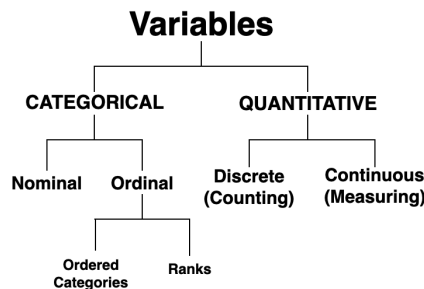 Variables
CATEGORICAL
QUANTITATIVE
Nominal
Ordinal
Discrete
(Counting)
Continuous
(Measuring)
Ordered
Categories
Ranks